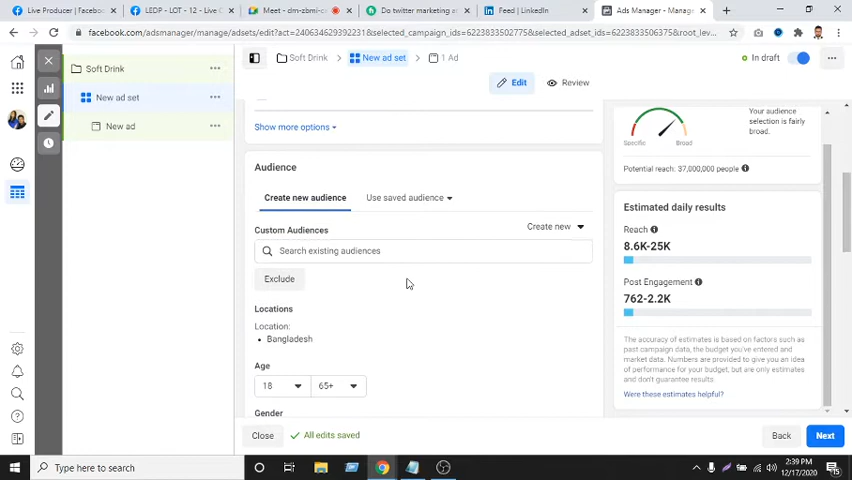 Live Producer | Facebook
LEDP - LOT - 12 - Live C
Meet - dm-zbmi-c
Do twitter marketing a
Feed | LinkedIn
Ads Manager - Manage
facebook.com/adsmanager/manage/adsets/edit?act=240634629392231&selected_campaign_ids=6223833502775&selected_adset_ids=6223833506375&root_lev...
Soft Drink
New ad set
New ad
Soft Drink
New ad set
1 Ad
In draft
Edit
Review
Show more options
Audience
Create new audience
Use saved audience
Custom Audiences
Create new
Search existing audiences
Exclude
Locations
Location:
• Bangladesh
Age
18
65+
Gender
Specific
Broad
Your audience
selection is fairly
broad.
Potential reach: 37,000,000 people
Estimated daily results
Reach
8.6K-25K
Post Engagement
762-2.2K
The accuracy of estimates is based on factors such as
past campaign data, the budget you've entered and
market data. Numbers are provided to give you an idea
of performance for your budget, but are only estimates
and don't guarantee results.
Were these estimates helpful?
Close
All edits saved
Back
Next
Type here to search
2:39 PM
12/17/2020
15